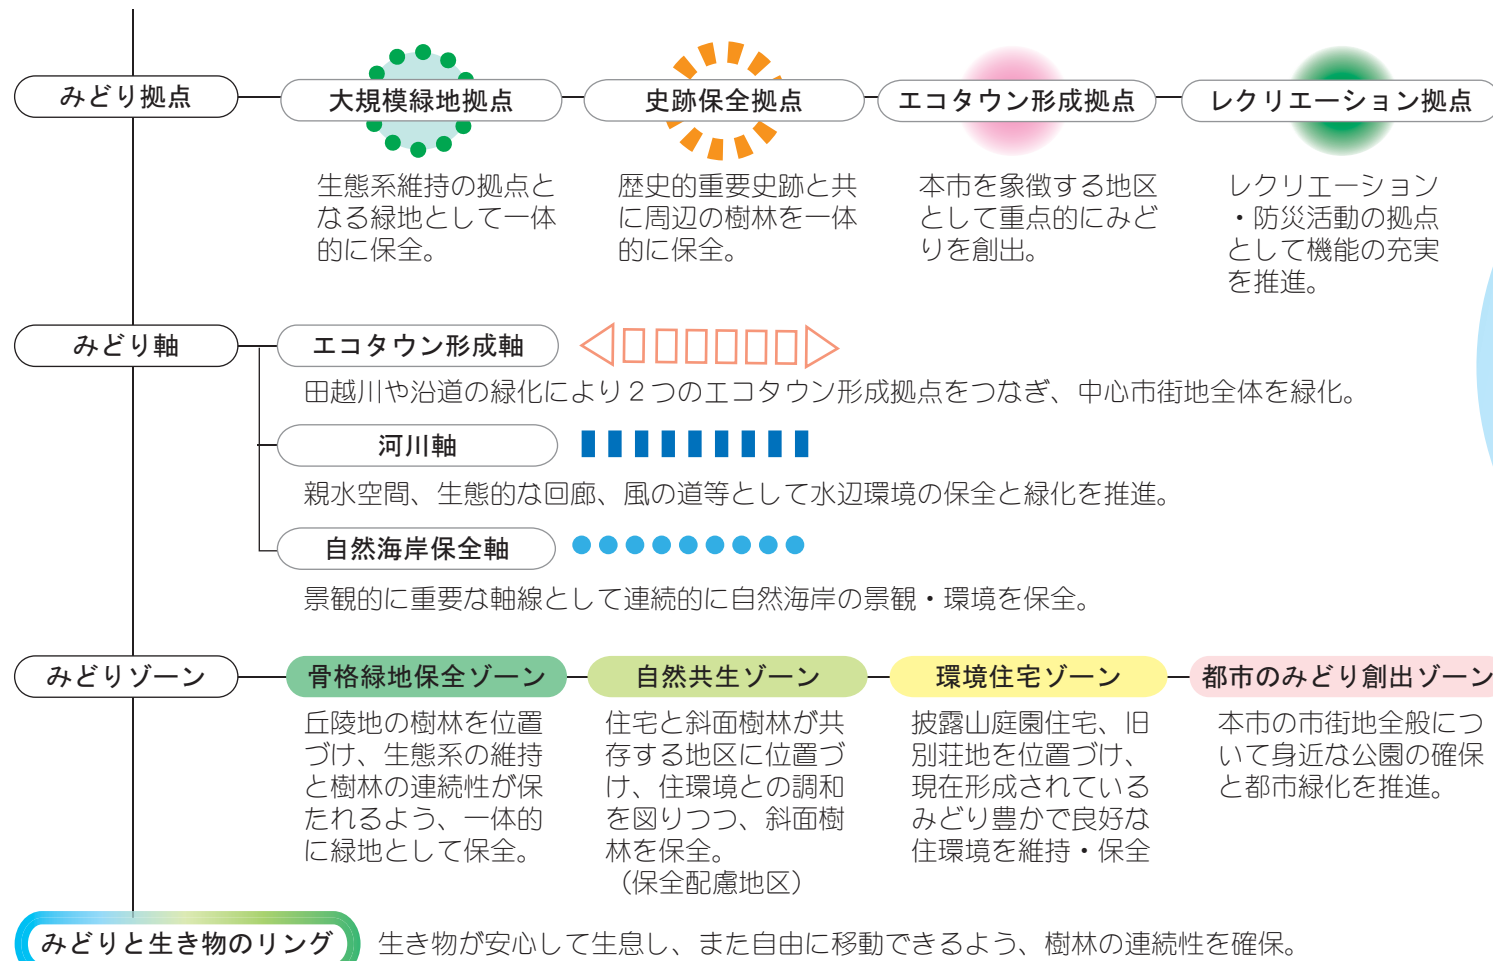 みどり拠点
大規模緑地拠点
史跡保全拠点
エコタウン形成拠点
レクリエーション拠点
生態系維持の拠点と
なる緑地として一体
的に保全。
歴史的重要史跡と共
に周辺の樹林を一体
的に保全。
本市を象徴する地区
として重点的にみど
りを創出。
レクリエーション
・防災活動の拠点
として機能の充実
を推進。
みどり軸
エコタウン形成軸
田越川や沿道の緑化により2つのエコタウン形成拠点をつなぎ、中心市街地全体を緑化。
河川軸
親水空間、生態的な回廊、風の道等として水辺環境の保全と緑化を推進。
自然海岸保全軸
景観的に重要な軸線として連続的に自然海岸の景観・環境を保全。
みどりゾーン
骨格緑地保全ゾーン
自然共生ゾーン
環境住宅ゾーン
都市のみどり創出ゾーン
丘陵地の樹林を位置
づけ、生態系の維持
と樹林の連続性が保
たれるよう、一体的
に緑地として保全。
住宅と斜面樹林が共
存する地区に位置づ
け、住環境との調和
を図りつつ、斜面樹
林を保全。
（保全配慮地区）
披露山庭園住宅、旧
別荘地を位置づけ、
現在形成されている
みどり豊かで良好な
住環境を維持・保全
本市の市街地全般につ
いて身近な公園の確保
と都市緑化を推進。
みどりと生き物のリング
生き物が安心して生息し、また自由に移動できるよう、樹林の連続性を確保。